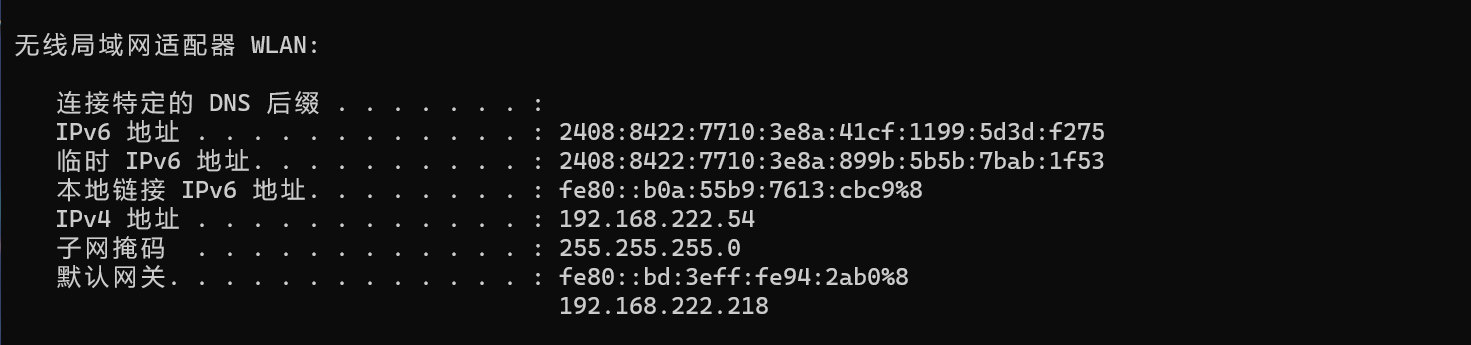 无线局域网适配器 WLAN:
连接特定的 DNS 后缀 . . . . . . . :
IPv6 地址 . . . . . . . . . . . . : 2408:8422:7710:3e8a:41cf:1199:5d3d:f275
临时 IPv6 地址. . . . . . . . . . : 2408:8422:7710:3e8a:899b:5b5b:7bab:1f53
本地链接 IPv6 地址. . . . . . . . : fe80::b0a:55b9:7613:cbc9%8
IPv4 地址 . . . . . . . . . . . . : 192.168.222.54
子网掩码  . . . . . . . . . . . . : 255.255.255.0
默认网关. . . . . . . . . . . . . : fe80::bd:3eff:fe94:2ab0%8
192.168.222.218